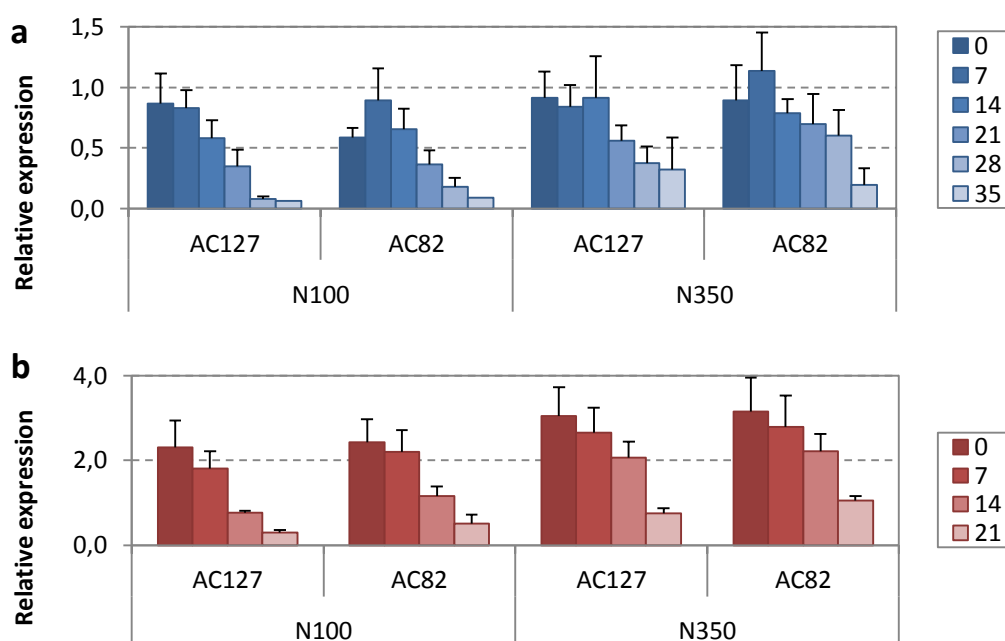 a
Relative expression
1,5
1,0
0,5
0,0
AC127 AC82 AC127 AC82
N100 N350
0
7
14
21
28
35
b
Relative expression
4,0
2,0
0,0
AC127 AC82 AC127 AC82
N100 N350
0
7
14
21